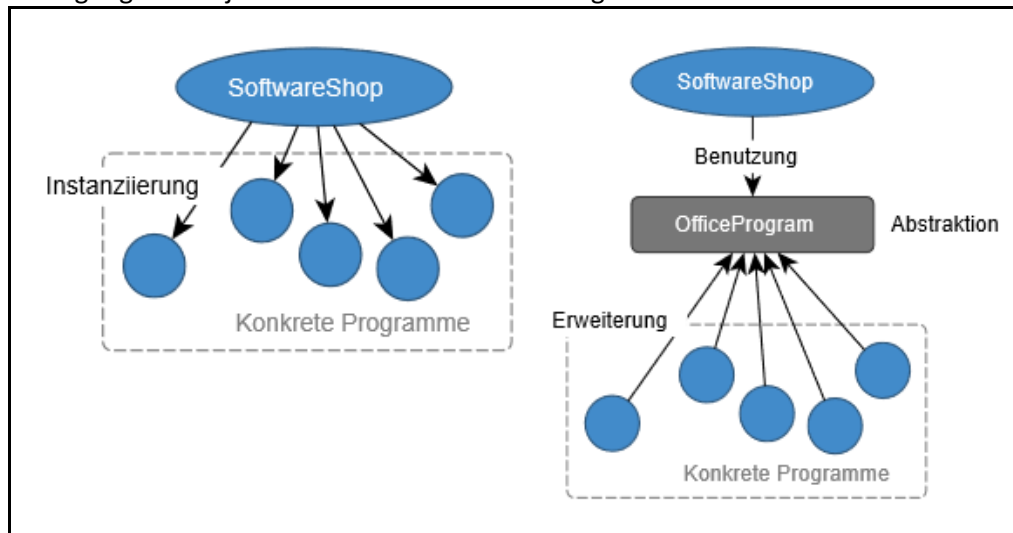 SoftwareShop
Instanziierung
Konkrete Programme
SoftwareShop
Benutzung
OfficeProgram
Abstraktion
Erweiterung
Konkrete Programme